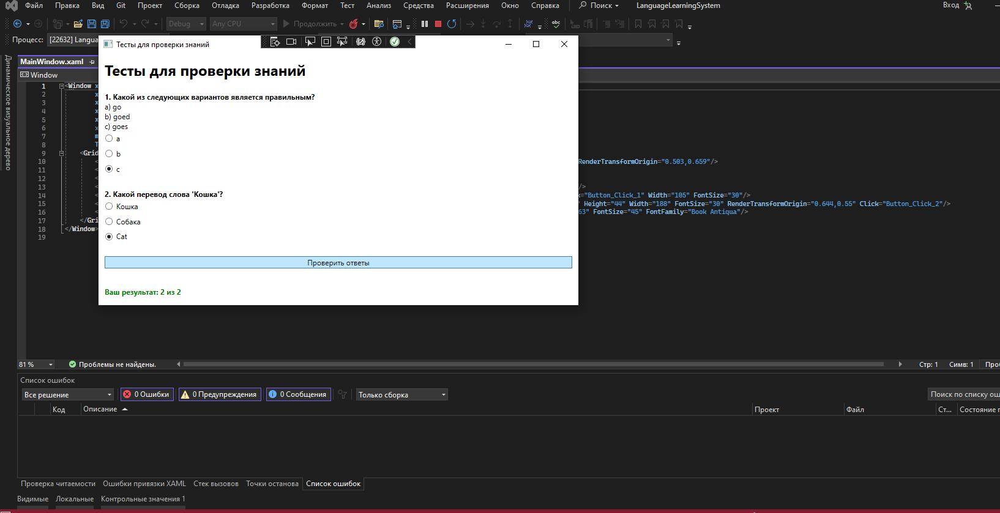 Файл Правка Вид Git Проект Сборка Отладка Разработка Формат Тест Анализ Средства Расширения Окно Справка Поиск LanguageLearningSystem Вход
Debug Any CPU Продолжить
Процесс: [22632] Langua
Тесты для проверки знаний
Динамическое визуальное дерево
MainWindow.xaml
Window
Тесты для проверки знаний
1. Какой из следующих вариантов является правильным?
a) go
b) goed
c) goes
a
b
c
2. Какой перевод слова 'Кошка'?
Кошка
Собака
Cat
Проверить ответы
Ваш результат: 2 из 2
1 <Window x
2 x
3 x
4 x
5 x
6 x
7 m
8 T
9 <Grid
10 < RenderTransformOrigin="0.503,0.659"/>
11 <
12 <
13 < />
14 < ="Button_Click_1" Width="105" FontSize="30"/>
15 < " Height="44" Width="188" FontSize="30" RenderTransformOrigin="0.644,0.55" Click="Button_Click_2"/>
16 < 63" FontSize="45" FontFamily="Book Antiqua"/>
17 </Gri
18 </Window>
19
81 % Проблемы не найдены. Стр: 1 Симв: 1 Проб
Список ошибок
Все решение 0 Ошибки 0 Предупреждения 0 Сообщения Только сборка Поиск по списку ош
Код Описание Проект Файл Ст... Состояние п
Проверка читаемости Ошибки привязки XAML Стек вызовов Точки останова Список ошибок
Видимые Локальные Контрольные значения 1